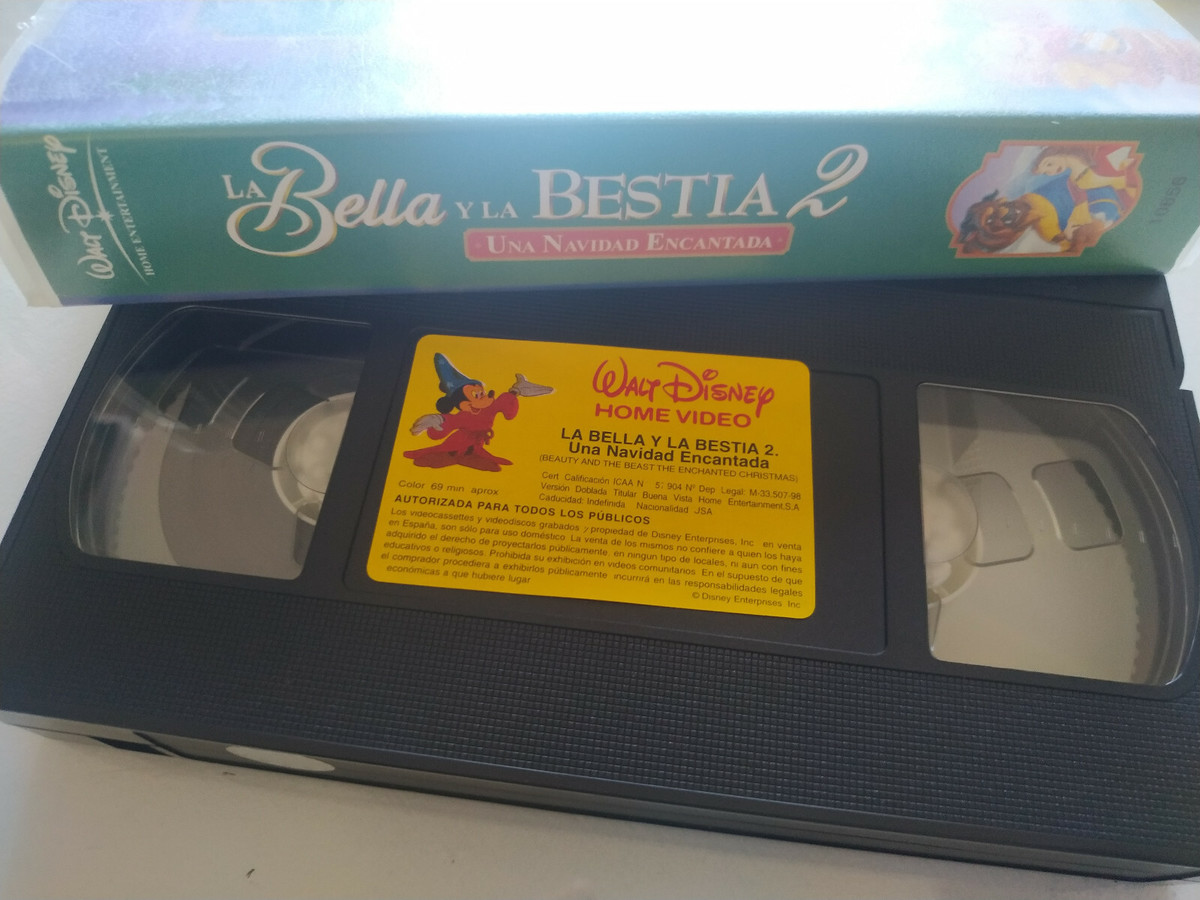 WALT DISNEY
HOME ENTERTAINMENT
LA Bella Y LA BESTIA 2
UNA NAVIDAD ENCANTADA
WALT DISNEY
HOME VIDEO
LA BELLA Y LA BESTIA 2.
Una Navidad Encantada
(BEAUTY AND THE BEAST THE ENCHANTED CHRISTMAS)
Color 69 min aprox
Cert Calificación ICAA N 904 Nº Dep Legal: M-33.507-98
Versión Doblada Titular Buena Vista Home Entertainment,S.A
Caducidad: Indefinida Nacionalidad JSA
AUTORIZADA PARA TODOS LOS PÚBLICOS
Los videocassettes y videodiscos grabados y propiedad de Disney Enterprises, Inc en venta
en España, son sólo para uso doméstico La venta de los mismos no confiere a quien los haya
adquirido el derecho de proyectarlos públicamente, en ningun tipo de locales, ni aun con fines
educativos o religiosos. Prohibida su exhibición en videos comunitarios En el supuesto de que
el comprador procediera a exhibirlos públicamente incurrirá en las responsabilidades legales
económicas a que hubiere lugar
© Disney Enterprises Inc